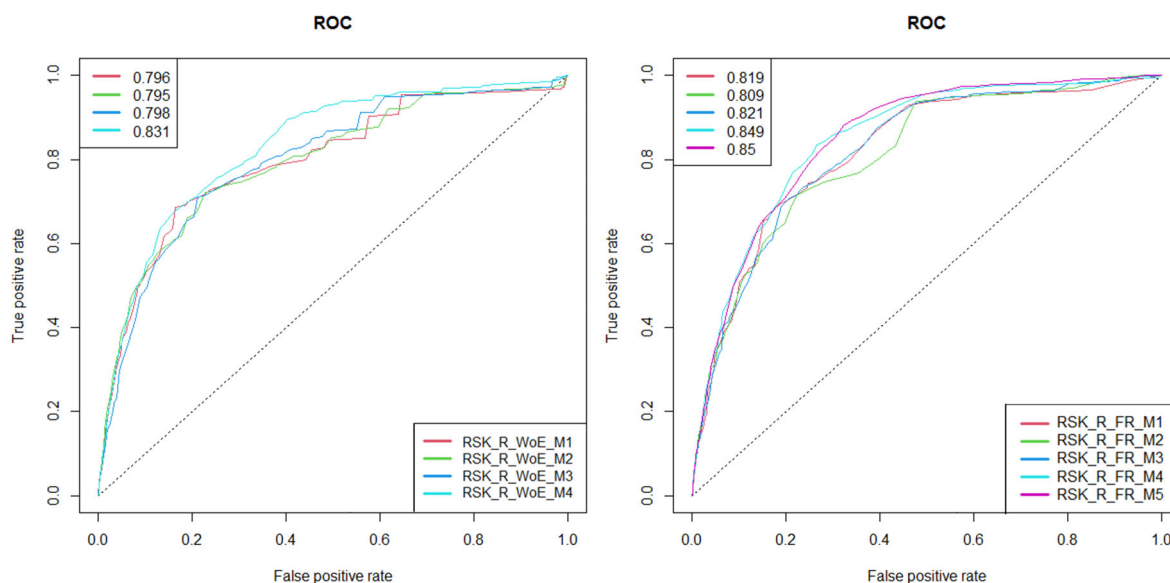 ROC
0.796
0.795
0.798
0.831
True positive rate
1.0
0.8
0.6
0.4
0.2
0.0
RSK_R_WoE_M1
RSK_R_WoE_M2
RSK_R_WoE_M3
RSK_R_WoE_M4
0.0 0.2 0.4 0.6 0.8 1.0
False positive rate
ROC
0.819
0.809
0.821
0.849
0.85
True positive rate
1.0
0.8
0.6
0.4
0.2
0.0
RSK_R_FR_M1
RSK_R_FR_M2
RSK_R_FR_M3
RSK_R_FR_M4
RSK_R_FR_M5
0.0 0.2 0.4 0.6 0.8 1.0
False positive rate